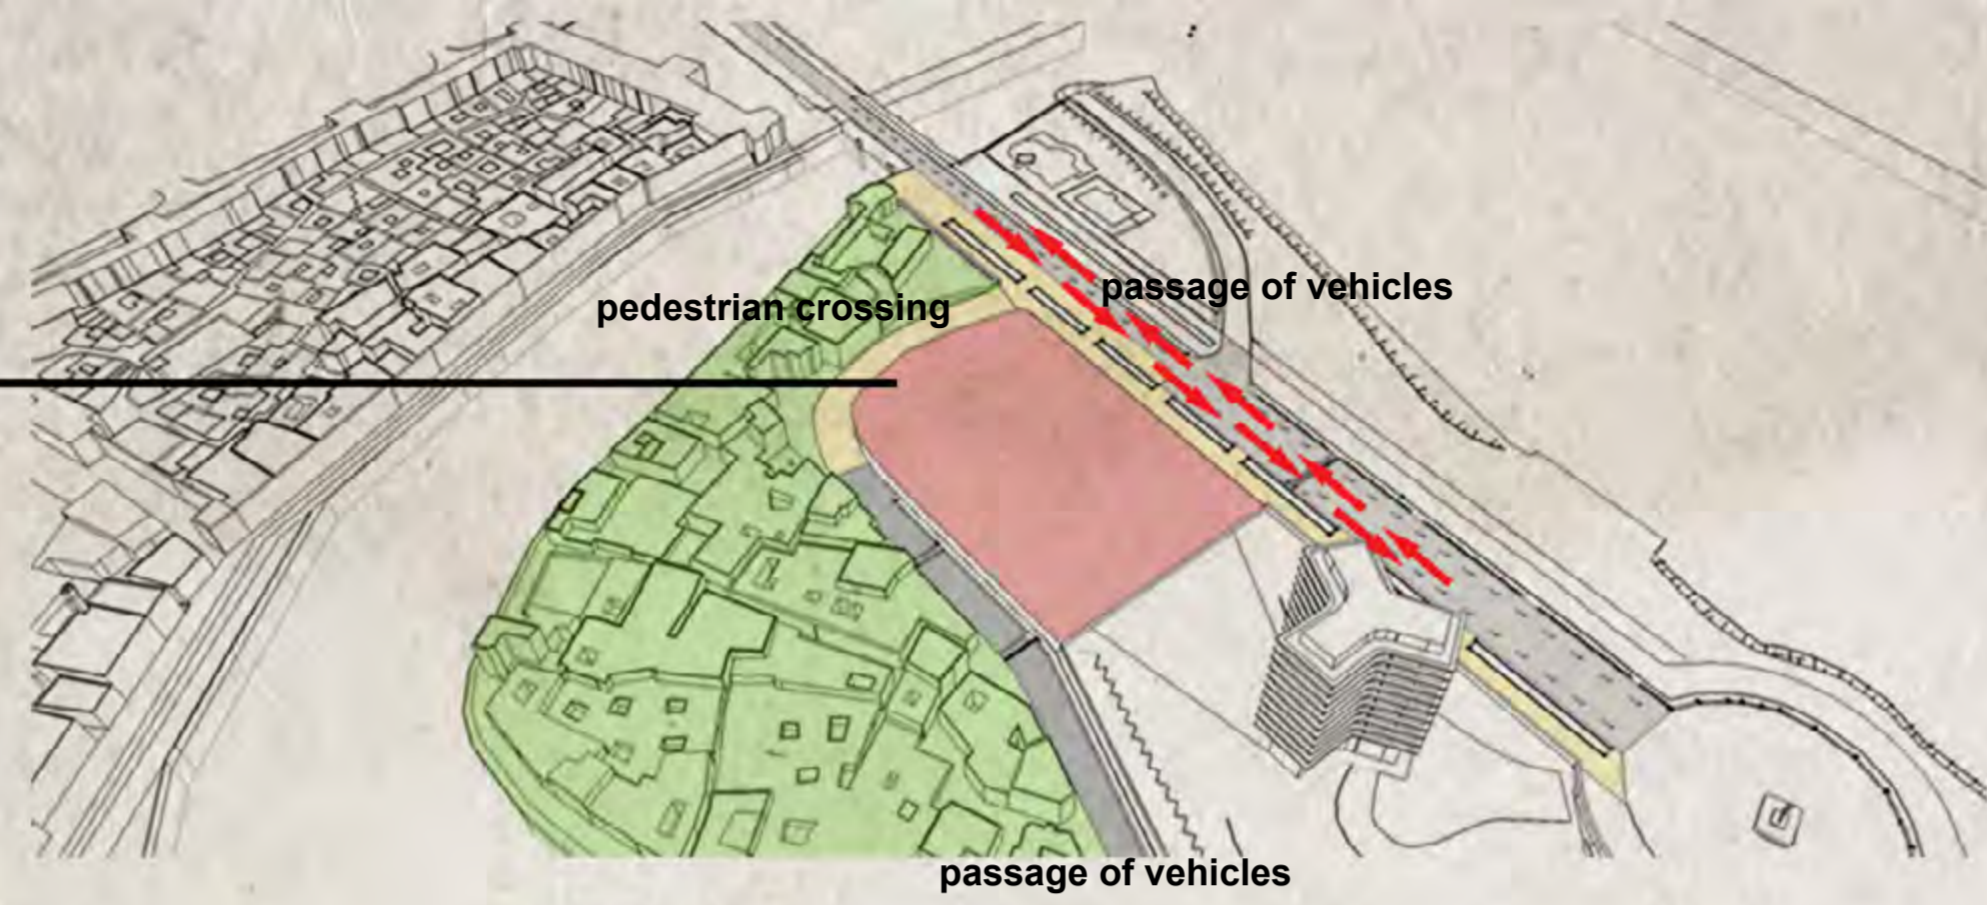 passage of vehicles
pedestrian crossing
passage of vehicles